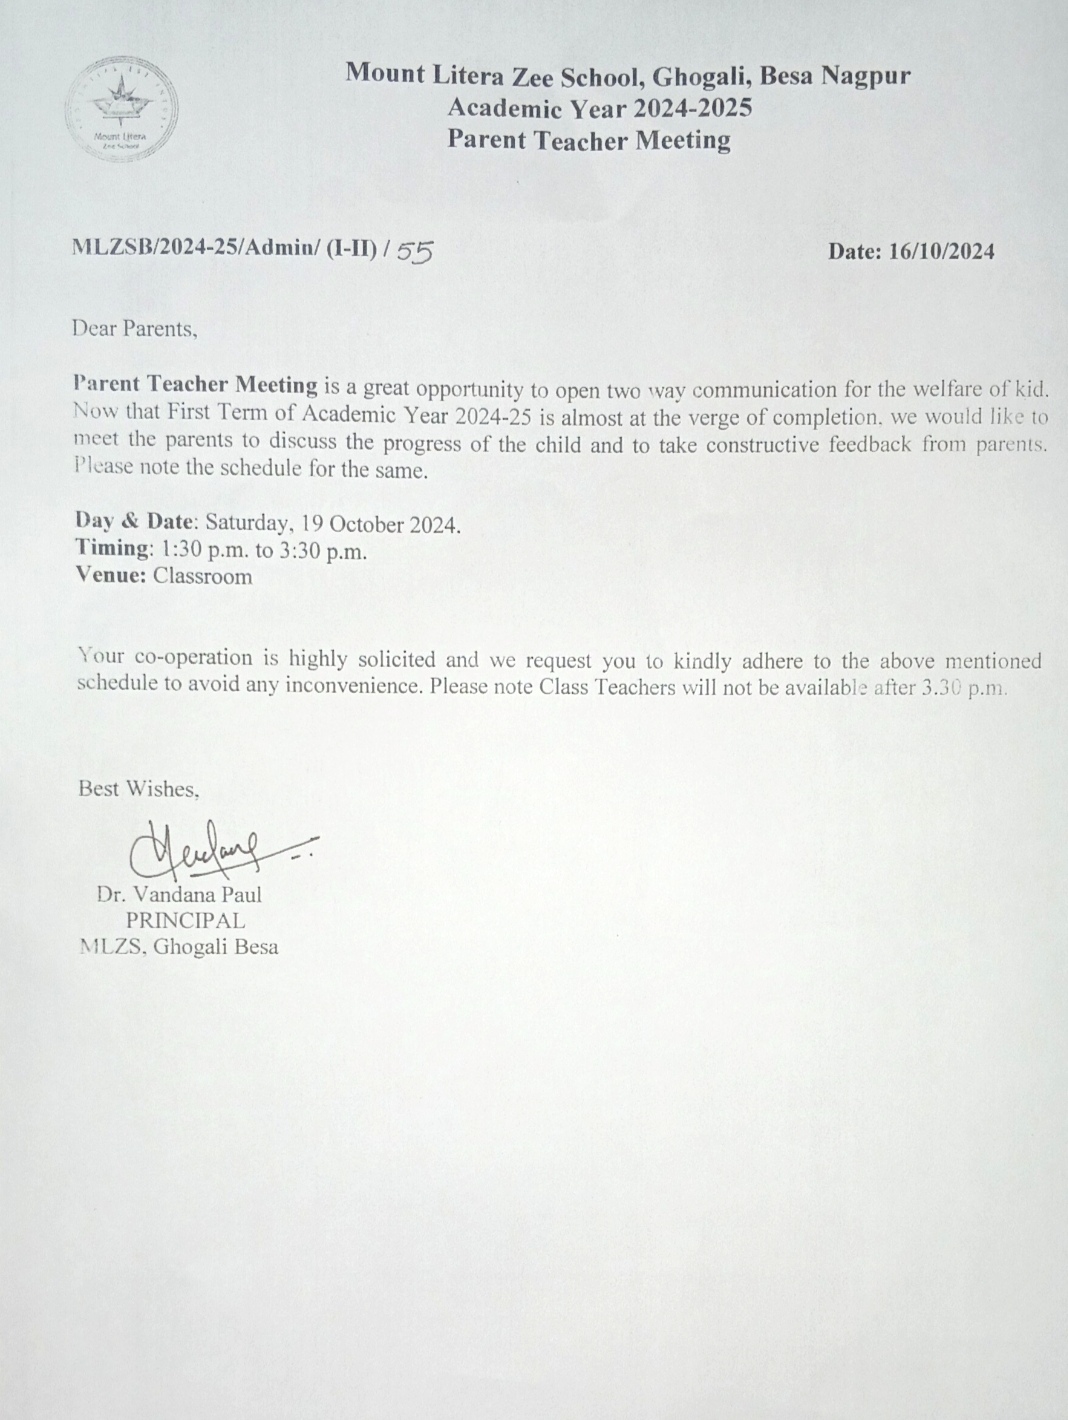 Mount Litera
Zee School
Mount Litera Zee School, Ghogali, Besa Nagpur
Academic Year 2024-2025
Parent Teacher Meeting
MLZSB/2024-25/Admin/ (I-II) / 55
Date: 16/10/2024
Dear Parents,
Parent Teacher Meeting is a great opportunity to open two way communication for the welfare of kid.
Now that First Term of Academic Year 2024-25 is almost at the verge of completion, we would like to
meet the parents to discuss the progress of the child and to take constructive feedback from parents.
Please note the schedule for the same.
Day & Date: Saturday, 19 October 2024.
Timing: 1:30 p.m. to 3:30 p.m.
Venue: Classroom
Your co-operation is highly solicited and we request you to kindly adhere to the above mentioned
schedule to avoid any inconvenience. Please note Class Teachers will not be available after 3.30 p.m.
Best Wishes,
Dr. Vandana Paul
PRINCIPAL
MLZS, Ghogali Besa